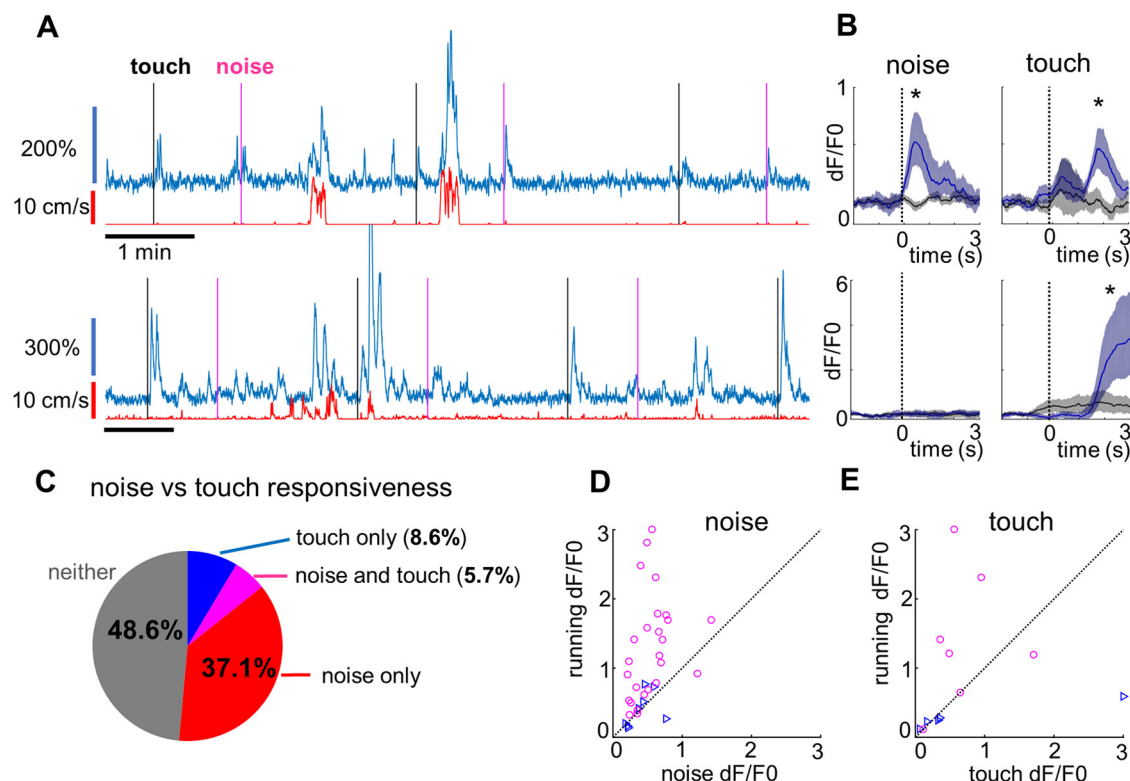 A
B
touch
noise
200%
10 cm/s
1 min
300%
10 cm/s
noise
touch
1
dF/F0
0
*
*
0
3
time (s)
0
3
time (s)
6
dF/F0
0
*
0
3
time (s)
0
3
time (s)
C
noise vs touch responsiveness
touch only (8.6%)
neither
noise and touch (5.7%)
48.6%
37.1%
noise only
D
noise
3
2
1
0
running dF/F0
0
1
2
3
noise dF/F0
E
touch
3
2
1
0
running dF/F0
0
1
2
3
touch dF/F0